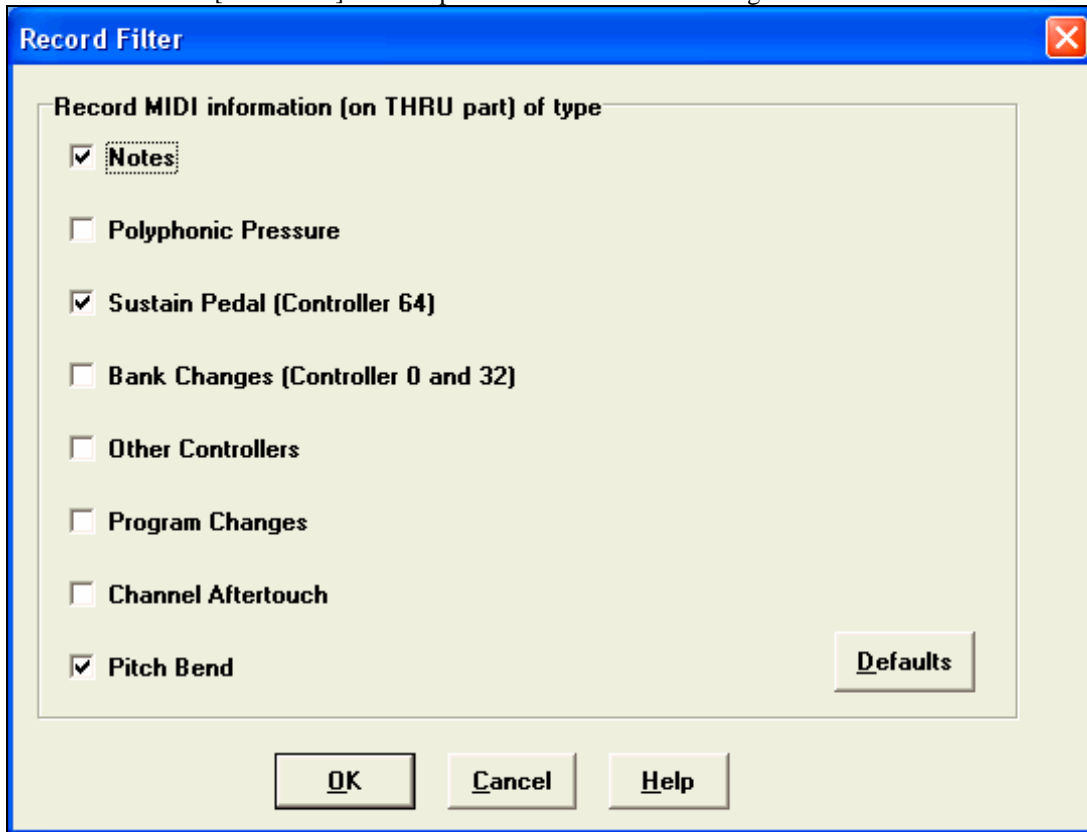 Record Filter
Record MIDI information (on THRU part) of type
Notes
Polyphonic Pressure
Sustain Pedal (Controller 64)
Bank Changes (Controller 0 and 32)
Other Controllers
Program Changes
Channel Aftertouch
Pitch Bend
Defaults
OK
Cancel
Help